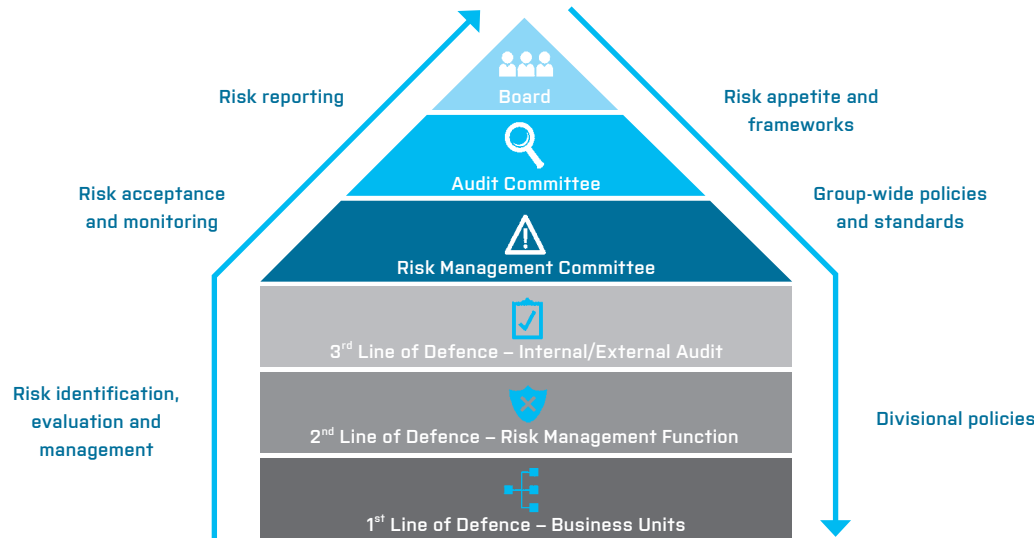 Risk reporting
Board
Risk appetite and
frameworks
Risk acceptance
and monitoring
Audit Committee
Group-wide policies
and standards
Risk Management Committee
3rd Line of Defence – Internal/External Audit
Risk identification,
evaluation and
management
2nd Line of Defence – Risk Management Function
Divisional policies
1st Line of Defence – Business Units